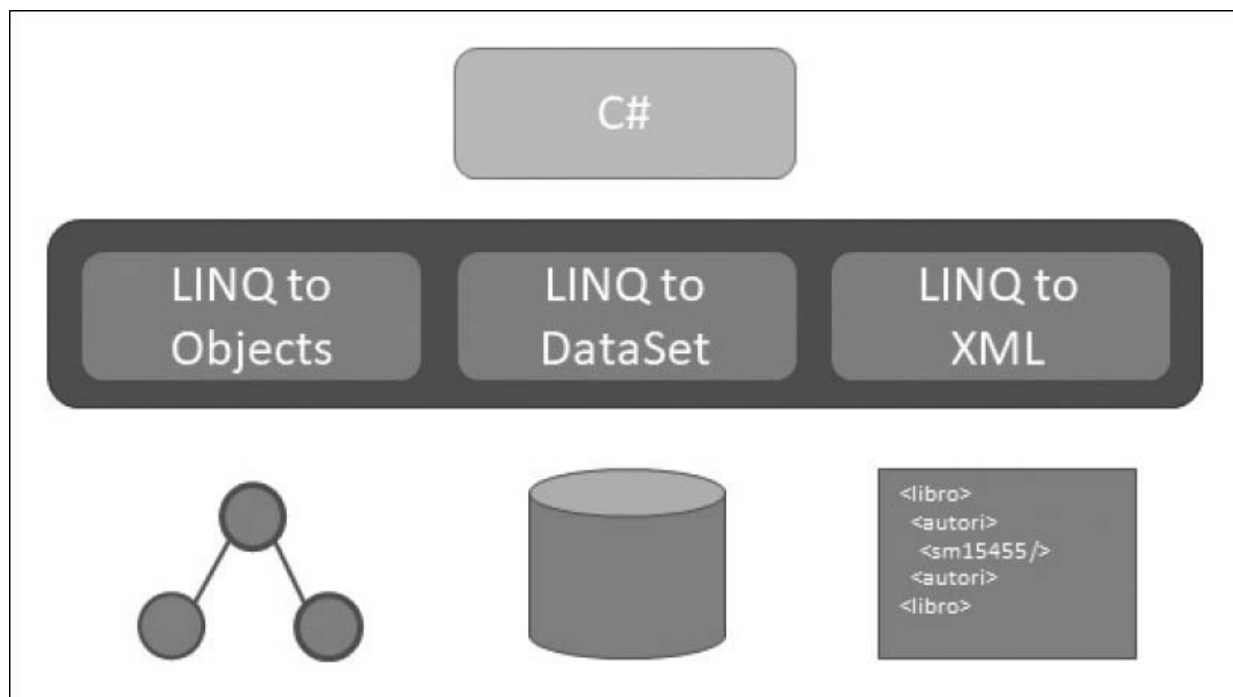 C#
LINQ to
Objects
LINQ to
DataSet
LINQ to
XML
<libro>
<autori>
<sm15455/>
<autori>
<libro>